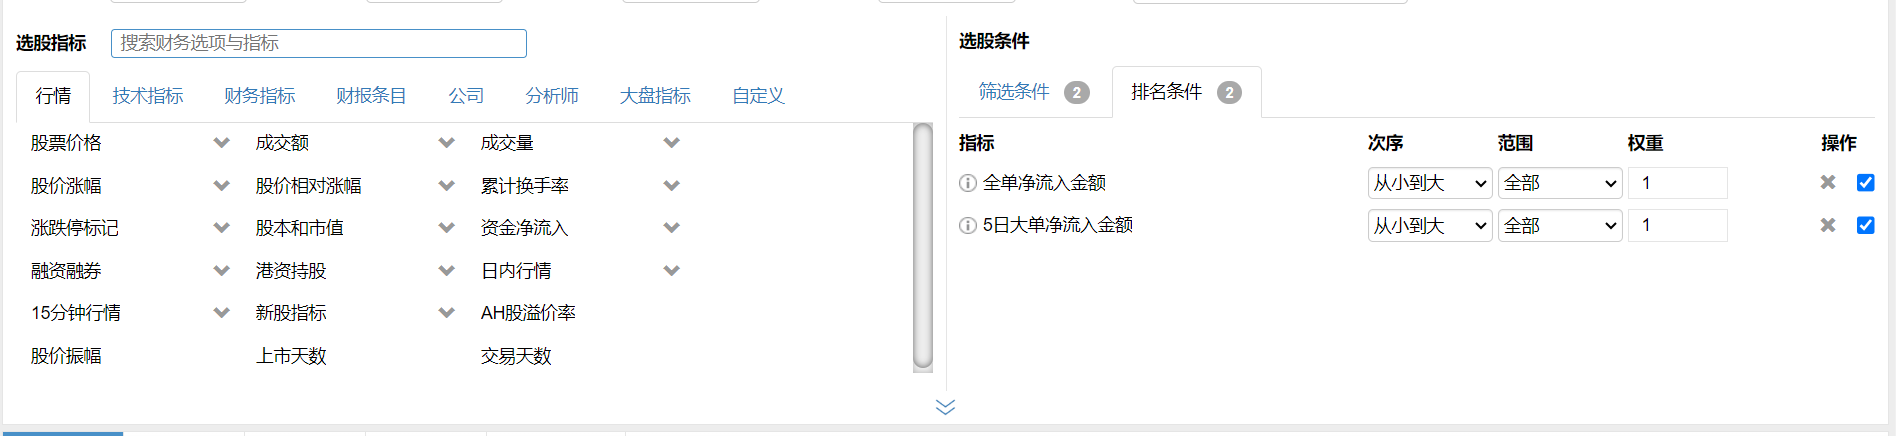 选股指标 搜索财务选项与指标
行情 技术指标 财务指标 财报条目 公司 分析师 大盘指标 自定义
股票价格 成交额 成交量
股价涨幅 股价相对涨幅 累计换手率
涨跌停标记 股本和市值 资金净流入
融资融券 港资持股 日内行情
15分钟行情 新股指标 AH股溢价率
股价振幅 上市天数 交易天数
选股条件
筛选条件 2 排名条件 2
指标 次序 范围 权重 操作
全单净流入金额 从小到大 全部 1
5日大单净流入金额 从小到大 全部 1